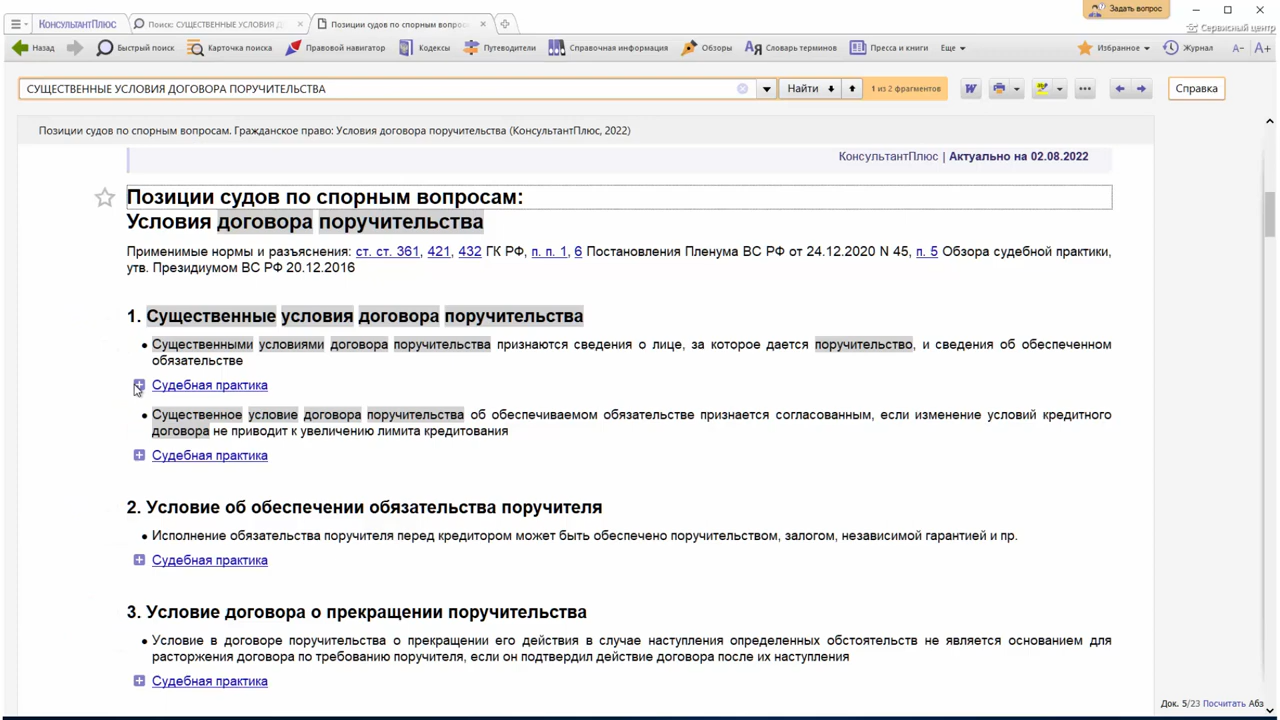 КонсультантПлюс
Поиск: СУЩЕСТВЕННЫЕ УСЛОВИЯ Д
Позиции судов по спорным вопрос
Задать вопрос
Сервисный центр
Назад
Быстрый поиск
Карточка поиска
Правовой навигатор
Кодексы
Путеводители
Справочная информация
Обзоры
Словарь терминов
Пресса и книги
Еще
Избранное
Журнал
А−
А+
СУЩЕСТВЕННЫЕ УСЛОВИЯ ДОГОВОРА ПОРУЧИТЕЛЬСТВА
Найти
1 из 2 фрагментов
W
Справка
Позиции судов по спорным вопросам. Гражданское право: Условия договора поручительства (КонсультантПлюс, 2022)
КонсультантПлюс | Актуально на 02.08.2022
Позиции судов по спорным вопросам:
Условия договора поручительства
Применимые нормы и разъяснения: ст. ст. 361, 421, 432 ГК РФ, п. п. 1, 6 Постановления Пленума ВС РФ от 24.12.2020 N 45, п. 5 Обзора судебной практики,
утв. Президиумом ВС РФ 20.12.2016
1. Существенные условия договора поручительства
• Существенными условиями договора поручительства признаются сведения о лице, за которое дается поручительство, и сведения об обеспеченном
обязательстве
Судебная практика
• Существенное условие договора поручительства об обеспечиваемом обязательстве признается согласованным, если изменение условий кредитного
договора не приводит к увеличению лимита кредитования
Судебная практика
2. Условие об обеспечении обязательства поручителя
• Исполнение обязательства поручителя перед кредитором может быть обеспечено поручительством, залогом, независимой гарантией и пр.
Судебная практика
3. Условие договора о прекращении поручительства
• Условие в договоре поручительства о прекращении его действия в случае наступления определенных обстоятельств не является основанием для
расторжения договора по требованию поручителя, если он подтвердил действие договора после их наступления
Судебная практика
Док. 5/23 Посчитать Абз